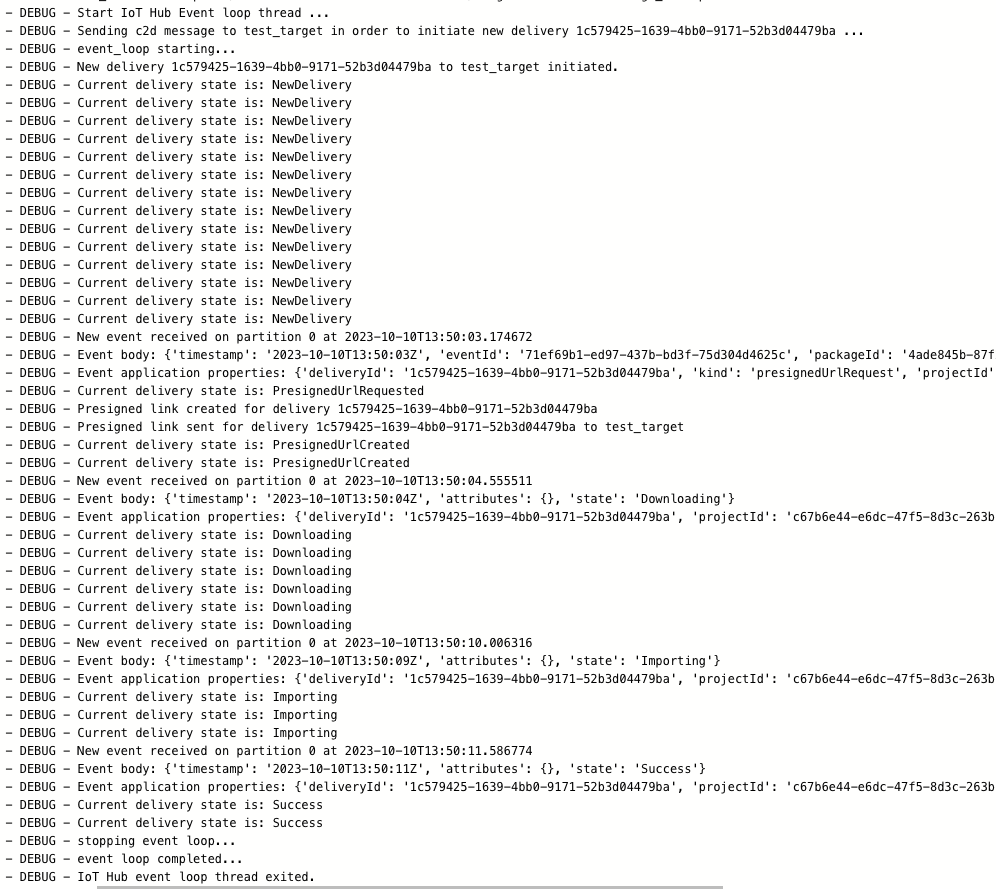 - DEBUG - Start IoT Hub Event loop thread ...
- DEBUG - Sending c2d message to test_target in order to initiate new delivery 1c579425-1639-4bb0-9171-52b3d04479ba ...
- DEBUG - event_loop starting...
- DEBUG - New delivery 1c579425-1639-4bb0-9171-52b3d04479ba to test_target initiated.
- DEBUG - Current delivery state is: NewDelivery
- DEBUG - Current delivery state is: NewDelivery
- DEBUG - Current delivery state is: NewDelivery
- DEBUG - Current delivery state is: NewDelivery
- DEBUG - Current delivery state is: NewDelivery
- DEBUG - Current delivery state is: NewDelivery
- DEBUG - Current delivery state is: NewDelivery
- DEBUG - Current delivery state is: NewDelivery
- DEBUG - Current delivery state is: NewDelivery
- DEBUG - Current delivery state is: NewDelivery
- DEBUG - Current delivery state is: NewDelivery
- DEBUG - Current delivery state is: NewDelivery
- DEBUG - Current delivery state is: NewDelivery
- DEBUG - Current delivery state is: NewDelivery
- DEBUG - New event received on partition 0 at 2023-10-10T13:50:03.174672
- DEBUG - Event body: {'timestamp': '2023-10-10T13:50:03Z', 'eventId': '71ef69b1-ed97-437b-bd3f-75d304d4625c', 'packageId': '4ade845b-87f
- DEBUG - Event application properties: {'deliveryId': '1c579425-1639-4bb0-9171-52b3d04479ba', 'kind': 'presignedUrlRequest', 'projectId'
- DEBUG - Current delivery state is: PresignedUrlRequested
- DEBUG - Presigned link created for delivery 1c579425-1639-4bb0-9171-52b3d04479ba
- DEBUG - Presigned link sent for delivery 1c579425-1639-4bb0-9171-52b3d04479ba to test_target
- DEBUG - Current delivery state is: PresignedUrlCreated
- DEBUG - Current delivery state is: PresignedUrlCreated
- DEBUG - New event received on partition 0 at 2023-10-10T13:50:04.555511
- DEBUG - Event body: {'timestamp': '2023-10-10T13:50:04Z', 'attributes': {}, 'state': 'Downloading'}
- DEBUG - Event application properties: {'deliveryId': '1c579425-1639-4bb0-9171-52b3d04479ba', 'projectId': 'c67b6e44-e6dc-47f5-8d3c-263b
- DEBUG - Current delivery state is: Downloading
- DEBUG - Current delivery state is: Downloading
- DEBUG - Current delivery state is: Downloading
- DEBUG - Current delivery state is: Downloading
- DEBUG - Current delivery state is: Downloading
- DEBUG - Current delivery state is: Downloading
- DEBUG - New event received on partition 0 at 2023-10-10T13:50:10.006316
- DEBUG - Event body: {'timestamp': '2023-10-10T13:50:09Z', 'attributes': {}, 'state': 'Importing'}
- DEBUG - Event application properties: {'deliveryId': '1c579425-1639-4bb0-9171-52b3d04479ba', 'projectId': 'c67b6e44-e6dc-47f5-8d3c-263b
- DEBUG - Current delivery state is: Importing
- DEBUG - Current delivery state is: Importing
- DEBUG - Current delivery state is: Importing
- DEBUG - New event received on partition 0 at 2023-10-10T13:50:11.586774
- DEBUG - Event body: {'timestamp': '2023-10-10T13:50:11Z', 'attributes': {}, 'state': 'Success'}
- DEBUG - Event application properties: {'deliveryId': '1c579425-1639-4bb0-9171-52b3d04479ba', 'projectId': 'c67b6e44-e6dc-47f5-8d3c-263b
- DEBUG - Current delivery state is: Success
- DEBUG - Current delivery state is: Success
- DEBUG - stopping event loop...
- DEBUG - event loop completed...
- DEBUG - IoT Hub event loop thread exited.